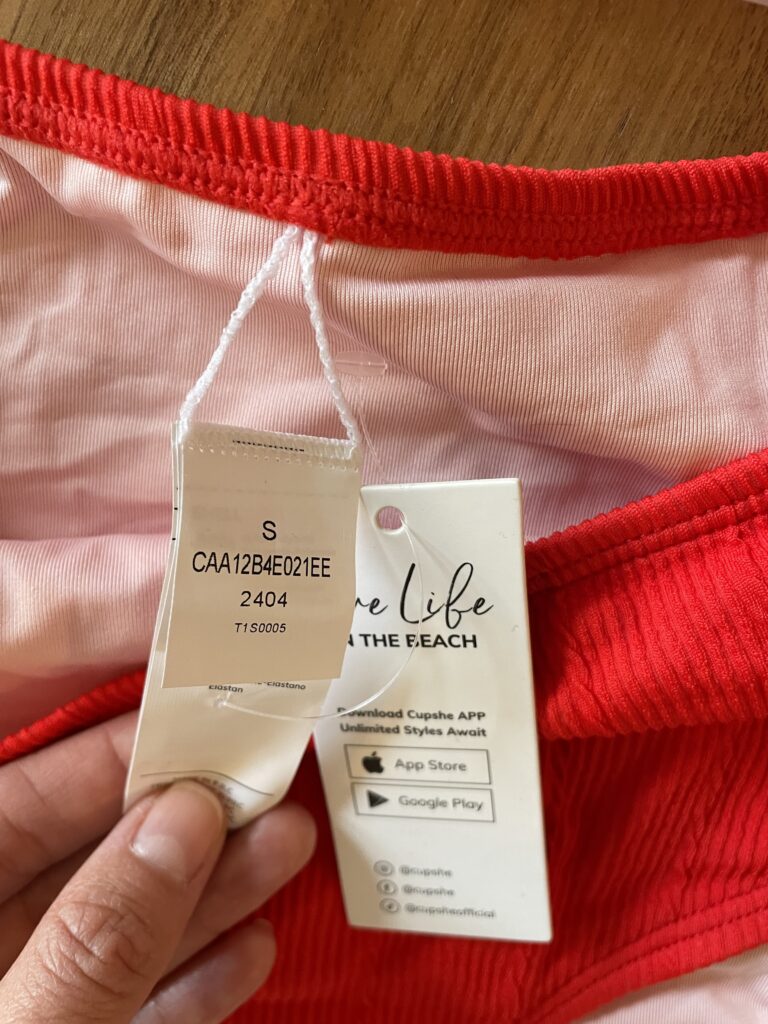 S
CAA12B4E021EE
2404
T1S0005
Elastano
Elastan
Life
THE BEACH
Download Cupshe APP
Unlimited Styles Await
App Store
Google Play
@cupshe
@cupshe
@cupsheofficial